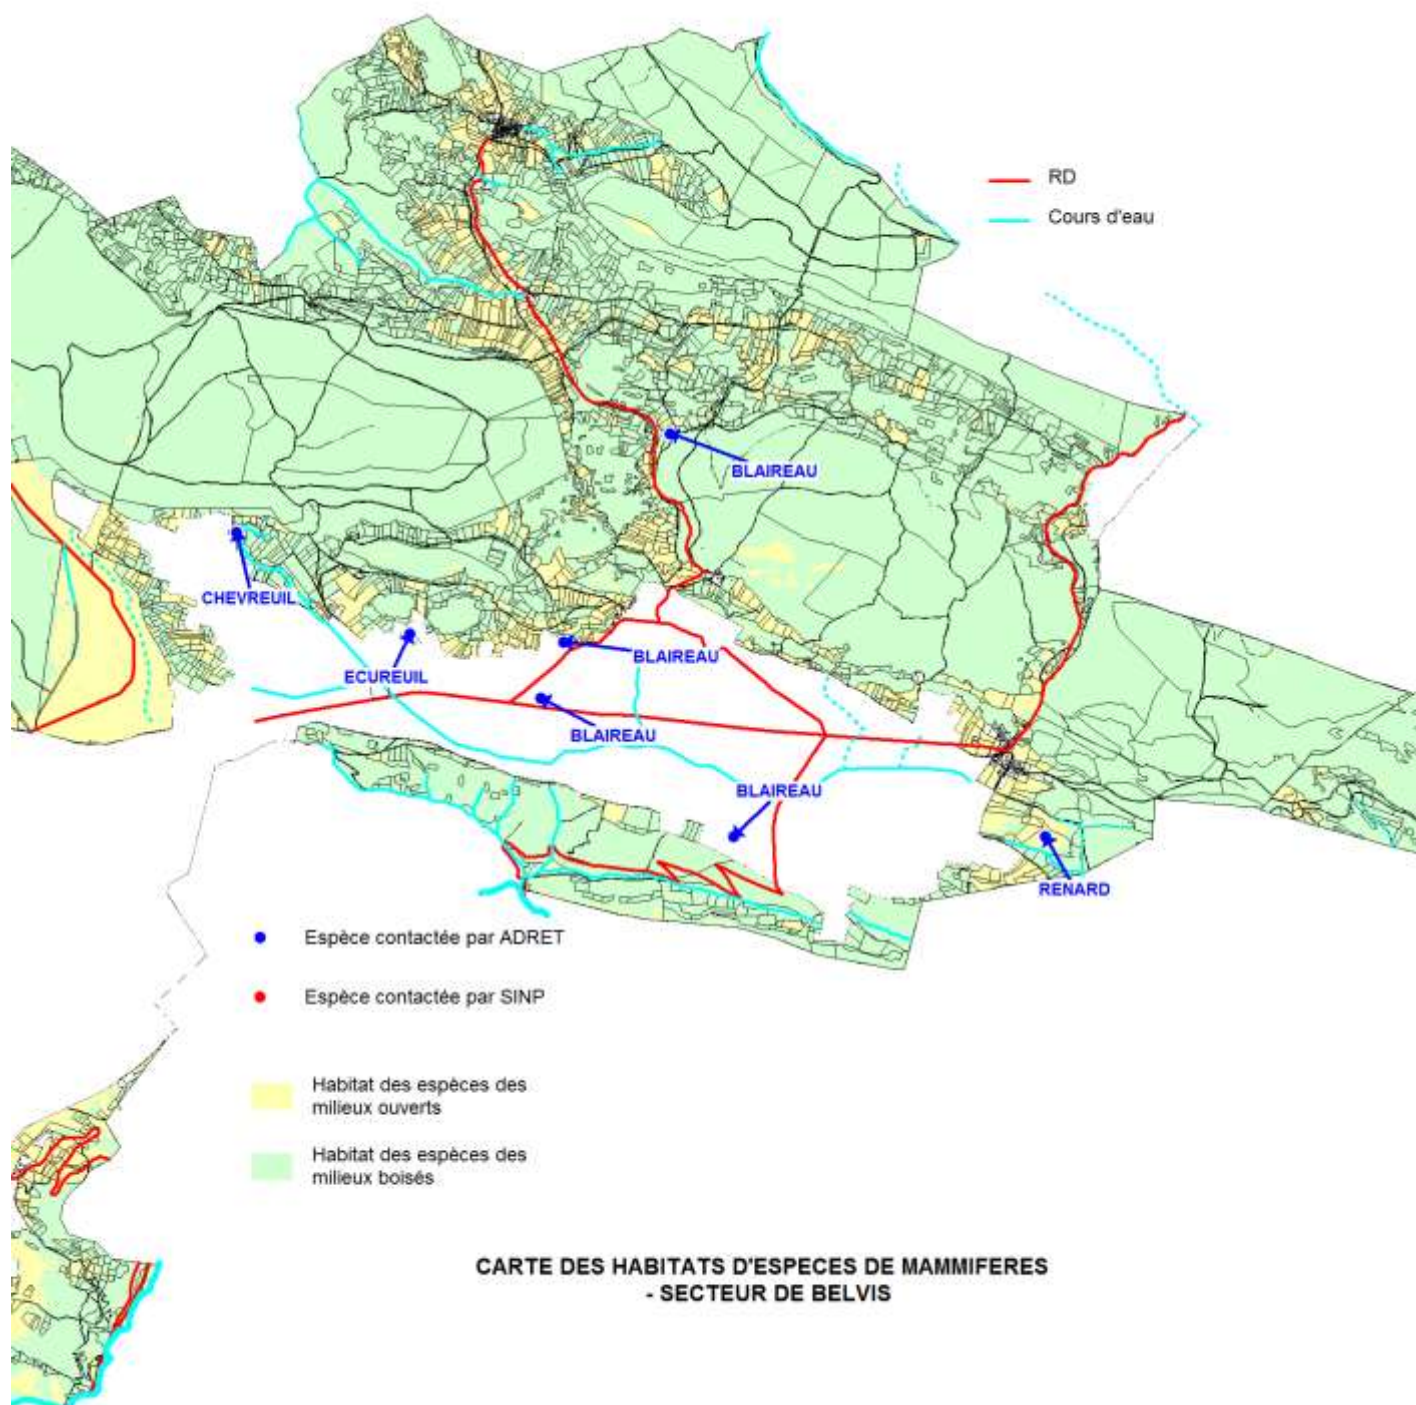 RD
Cours d'eau
BLAIREAU
CHEVREUIL
BLAIREAU
ECUREUIL
BLAIREAU
BLAIREAU
RENARD
Espèce contactée par ADRET
Espèce contactée par SINP
Habitat des espèces des
milieux ouverts
Habitat des espèces des
milieux boisés
CARTE DES HABITATS D'ESPECES DE MAMMIFERES
- SECTEUR DE BELVIS